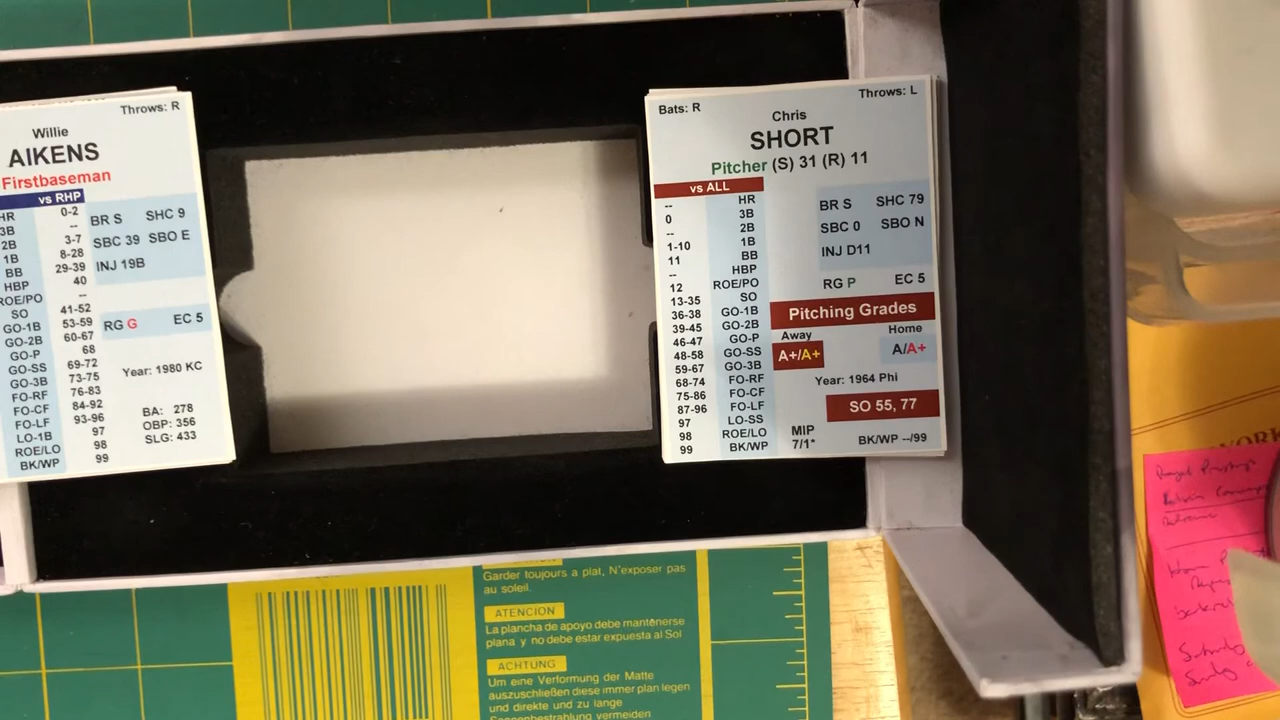 Throws: R
Willie
AIKENS
Firstbaseman
vs RHP
HR 0-2
3B --
2B 3-7
1B 8-28
BB 29-39
HBP 40
ROE/PO --
SO 41-52
GO-1B 53-59
GO-2B 60-67
GO-P 68
GO-SS 69-72
GO-3B 73-75
FO-RF 76-83
FO-CF 84-92
FO-LF 93-96
LO-1B 97
ROE/LO 98
BK/WP 99
BR S SHC 9
SBC 39 SBO E
INJ 19B
RG G EC 5
Year: 1980 KC
BA: 278
OBP: 356
SLG: 433
Bats: R Throws: L
Chris
SHORT
Pitcher (S) 31 (R) 11
vs ALL
-- HR
0 3B
-- 2B
1-10 1B
11 BB
-- HBP
12 ROE/PO
13-35 SO
36-38 GO-1B
39-45 GO-2B
46-47 GO-P
48-58 GO-SS
59-67 GO-3B
68-74 FO-RF
75-86 FO-CF
87-96 FO-LF
97 LO-SS
98 ROE/LO
99 BK/WP
BR S SHC 79
SBC 0 SBO N
INJ D11
RG P EC 5
Pitching Grades
Away Home
A+/A+ A/A+
Year: 1964 Phi
SO 55, 77
MIP
7/1* BK/WP --/99
Garder toujours a plat, N'exposer pas
au soleil.
ATENCION
La plancha de apoyo debe mantenerse
plana y no debe estar expuesta al Sol
ACHTUNG
Um eine Verformung der Matte
auszuschließen diese immer plan legen
und direkte und zu lange
Sonnenbestrahlung vermeiden